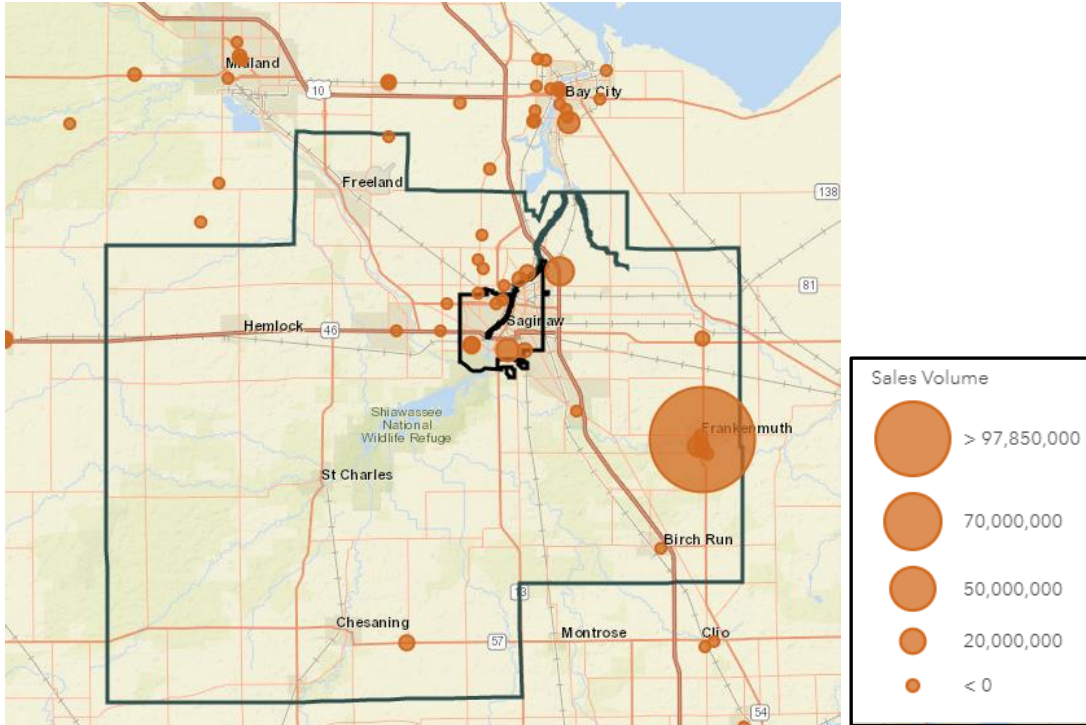 Midland
10
Bay City
Freeland
138
81
Hemlock
46
Saginaw
Shiawassee
National
Wildlife Refuge
Frankenmuth
St Charles
Birch Run
13
Chesaning
57
Montrose
Clio
54
Sales Volume
> 97,850,000
70,000,000
50,000,000
20,000,000
< 0